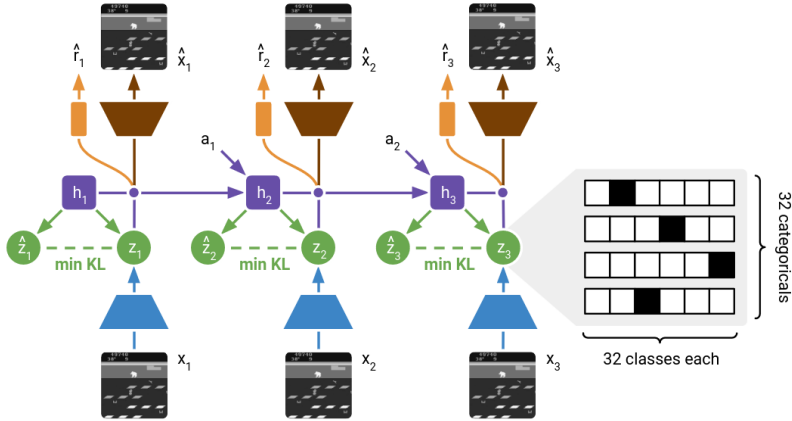 r̂₁ x̂₁ r̂₂ x̂₂ r̂₃ x̂₃
a₁ a₂
h₁ h₂ h₃
ẑ₁ z₁ ẑ₂ z₂ ẑ₃ z₃
min KL min KL min KL
x₁ x₂ x₃
32 categoricals
32 classes each